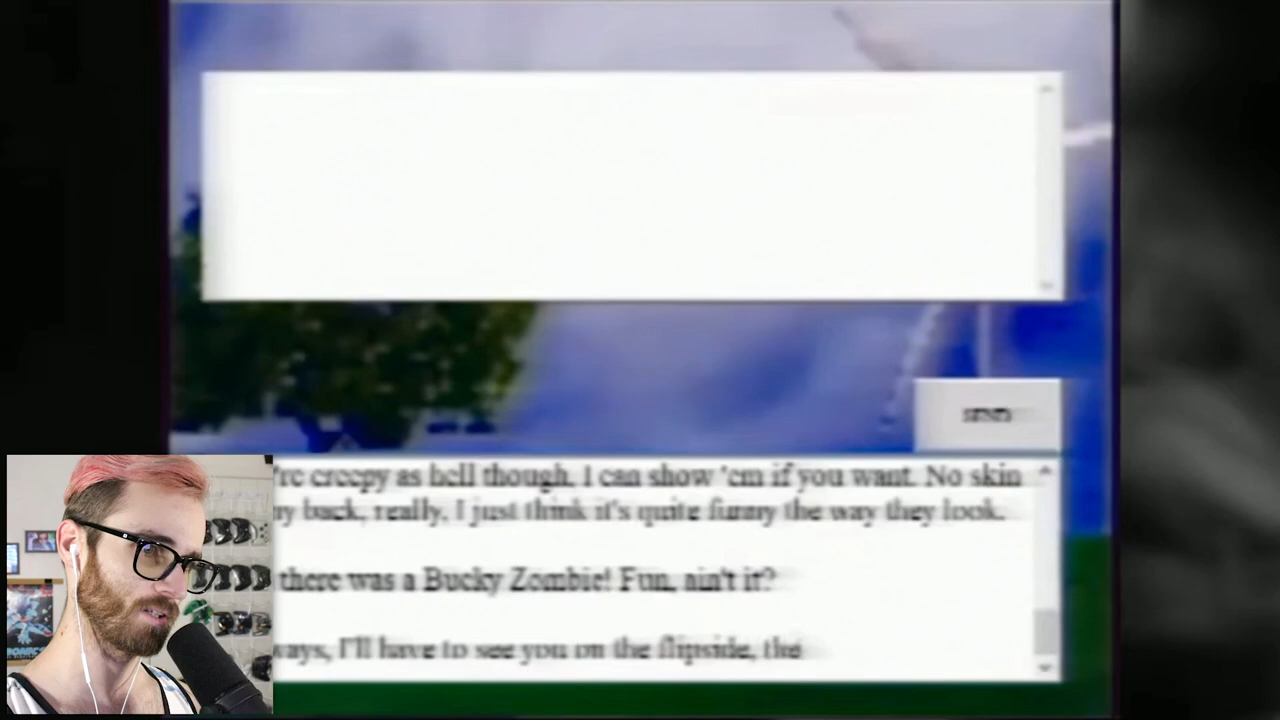 SEND
're creepy as hell though. I can show 'em if you want. No skin
my back, really, I just think it's quite funny the way they look.
there was a Bucky Zombie! Fun, ain't it?
ways, I'll have to see you on the flipside, the